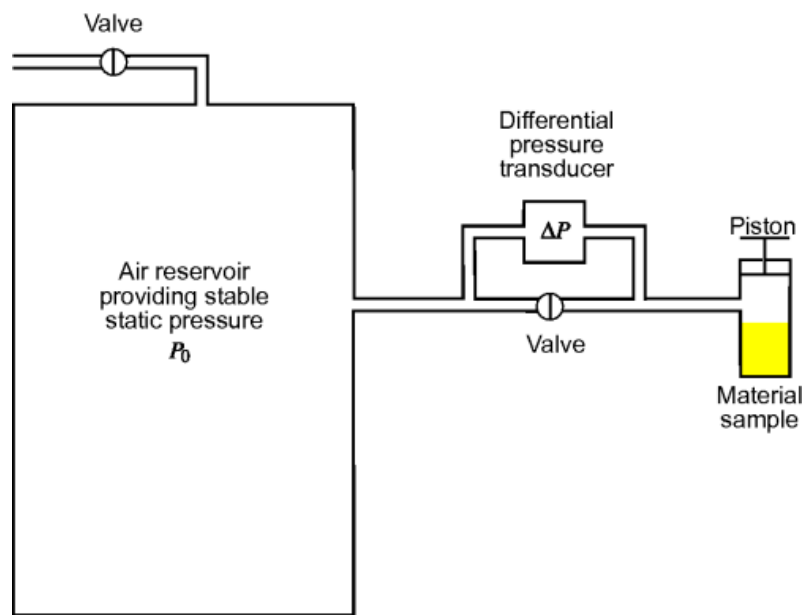 Valve
Differential
pressure
transducer
ΔP
Piston
Air reservoir
providing stable
static pressure
P₀
Valve
Material
sample